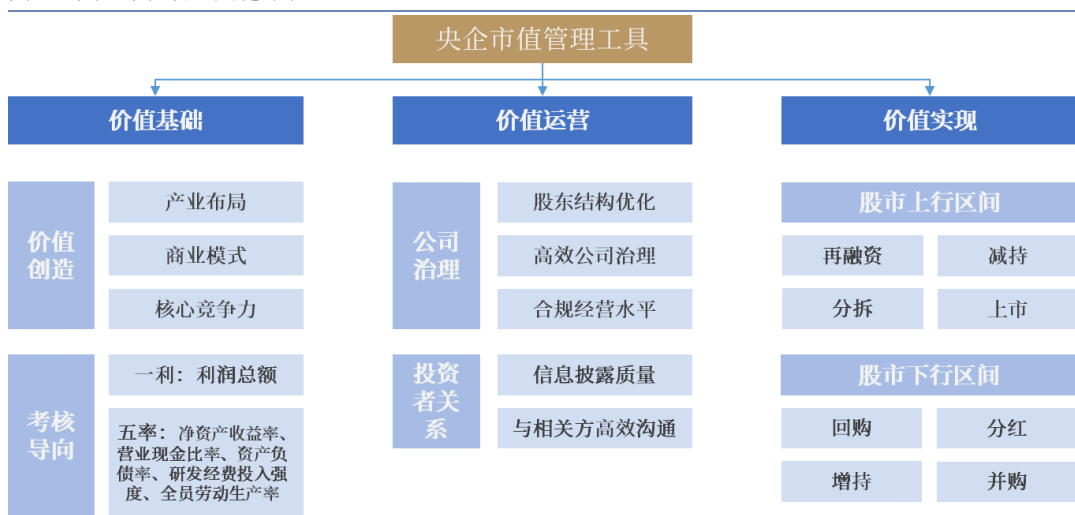 央企市值管理工具
价值基础
价值运营
价值实现
价值
创造
产业布局
商业模式
核心竞争力
考核
导向
一利：利润总额
五率：净资产收益率、
营业现金比率、资产负
债率、研发经费投入强
度、全员劳动生产率
公司
治理
股东结构优化
高效公司治理
合规经营水平
投资
者关
系
信息披露质量
与相关方高效沟通
股市上行区间
再融资
减持
分拆
上市
股市下行区间
回购
分红
增持
并购